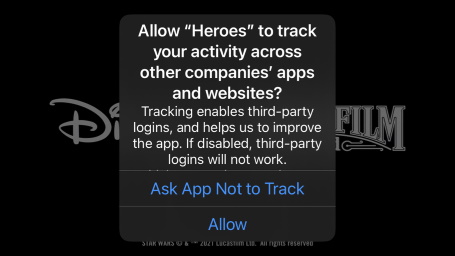 Allow “Heroes” to track
your activity across
other companies’ apps
and websites?
Tracking enables third-party
logins, and helps us to improve
the app. If disabled, third-party
logins will not work.
Ask App Not to Track
Allow
Di
FILM
STAR WARS © & ™ 2021 Lucasfilm Ltd. All rights reserved